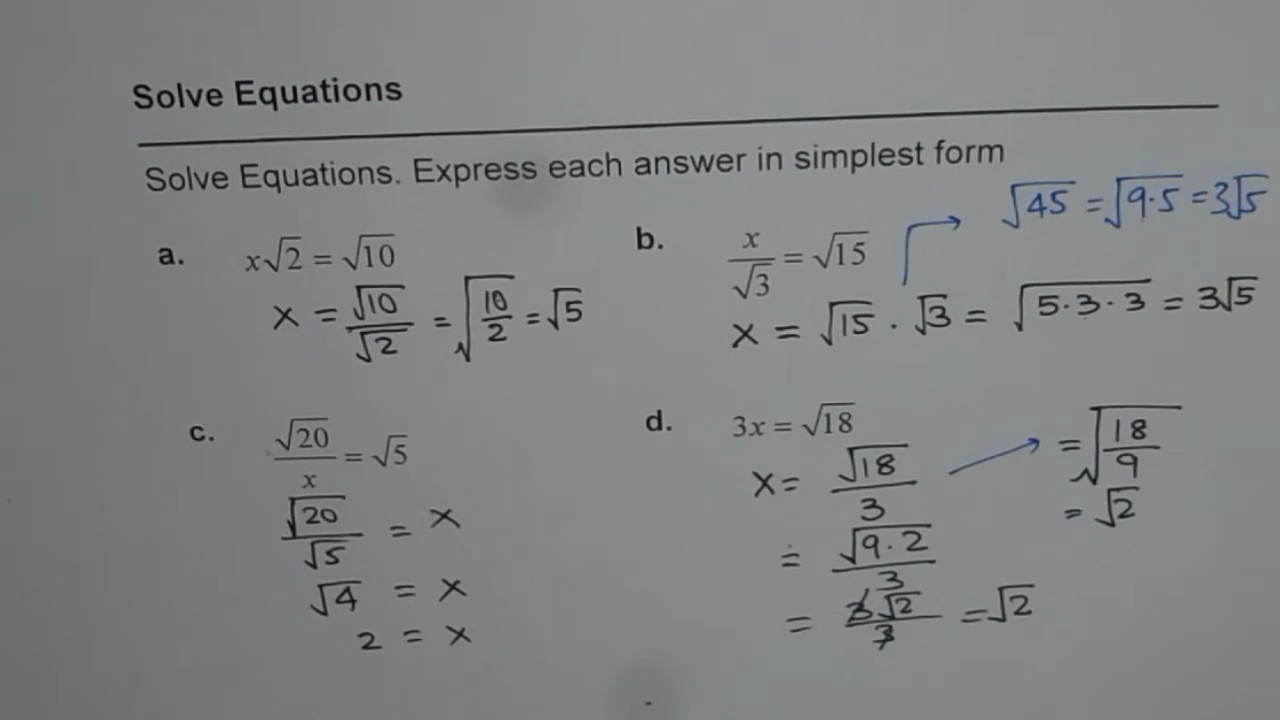 Solve Equations
Solve Equations. Express each answer in simplest form
a. x√2 = √10
x = √10/√2 = √(10/2) = √5
b. x/√3 = √15
√45 = √(9·5) = 3√5
x = √15 · √3 = √(5·3·3) = 3√5
c. √20/x = √5
√20/√5 = x
√4 = x
2 = x
d. 3x = √18
x = √18/3
= √(9·2)/3
= 3√2/3 = √2
= √(18/9)
= √2